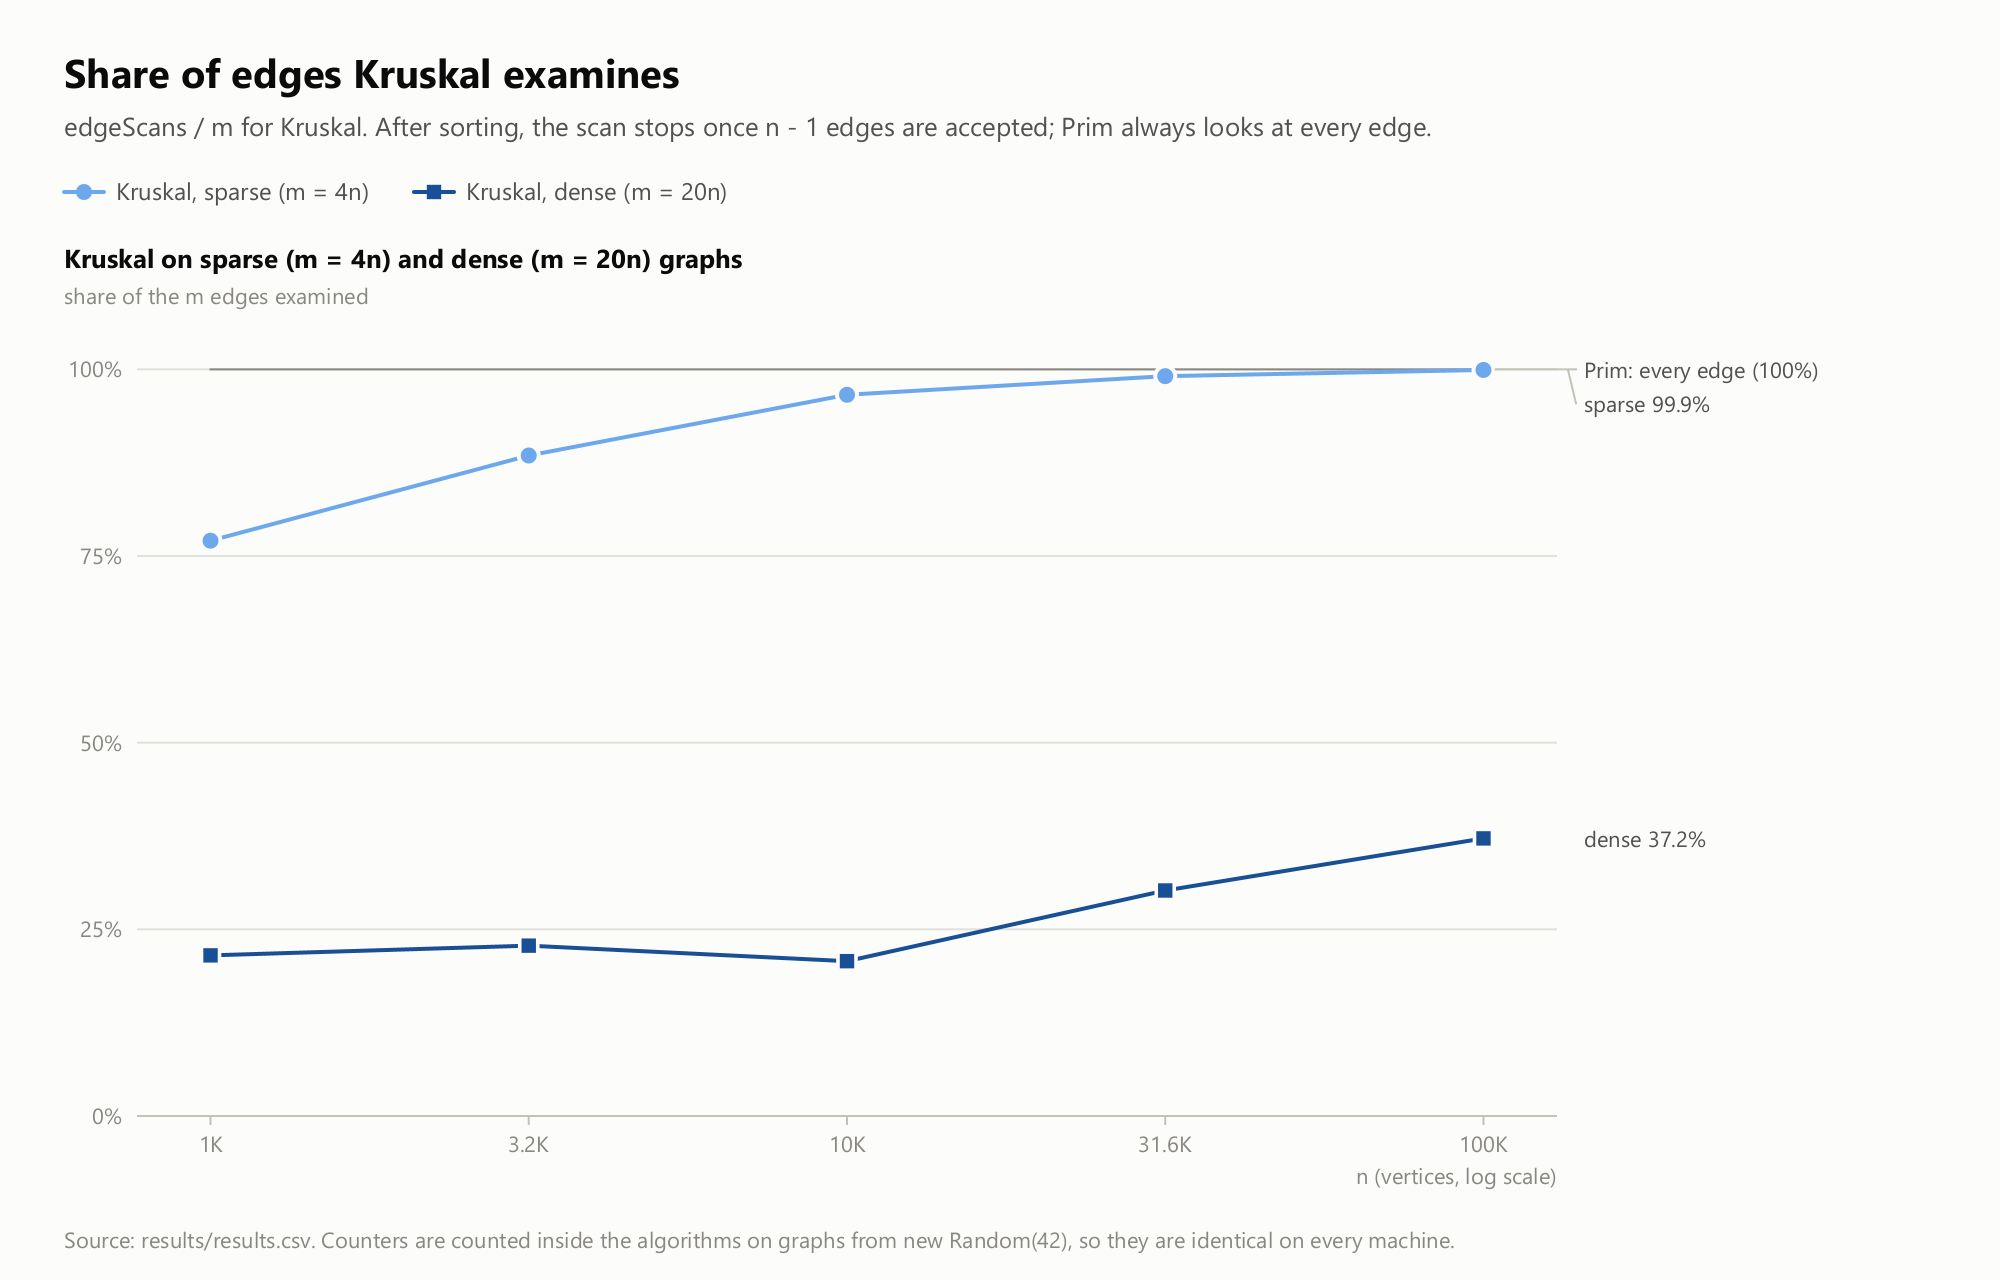 Share of edges Kruskal examines
edgeScans / m for Kruskal. After sorting, the scan stops once n - 1 edges are accepted; Prim always looks at every edge.
Kruskal, sparse (m = 4n)
Kruskal, dense (m = 20n)
Kruskal on sparse (m = 4n) and dense (m = 20n) graphs
share of the m edges examined
100%
Prim: every edge (100%)
sparse 99.9%
75%
50%
dense 37.2%
25%
0%
1K
3.2K
10K
31.6K
100K
n (vertices, log scale)
Source: results/results.csv. Counters are counted inside the algorithms on graphs from new Random(42), so they are identical on every machine.